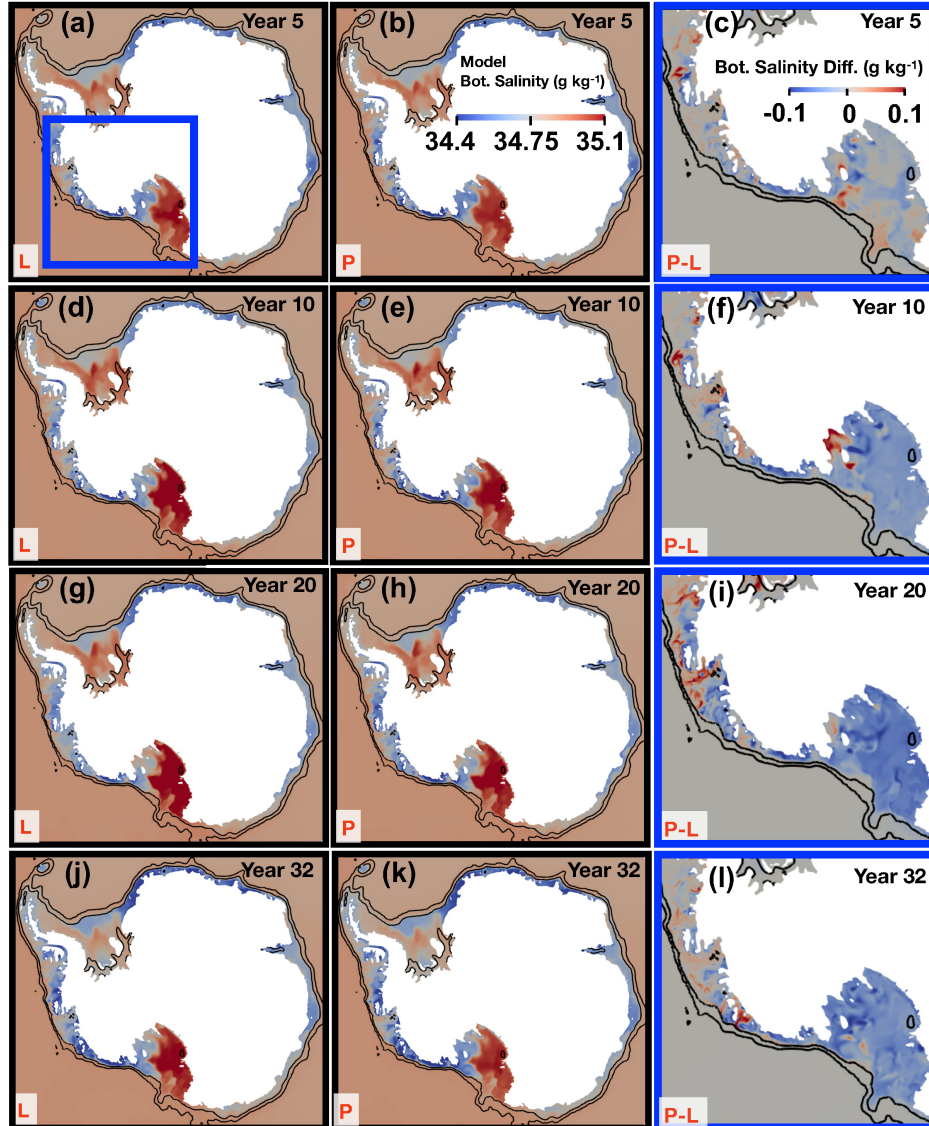 (a) Year 5
L
(b) Year 5
Model
Bot. Salinity (g kg⁻¹)
34.4 34.75 35.1
P
(c) Year 5
Bot. Salinity Diff. (g kg⁻¹)
-0.1 0 0.1
P-L
(d) Year 10
L
(e) Year 10
P
(f) Year 10
P-L
(g) Year 20
L
(h) Year 20
P
(i) Year 20
P-L
(j) Year 32
L
(k) Year 32
P
(l) Year 32
P-L